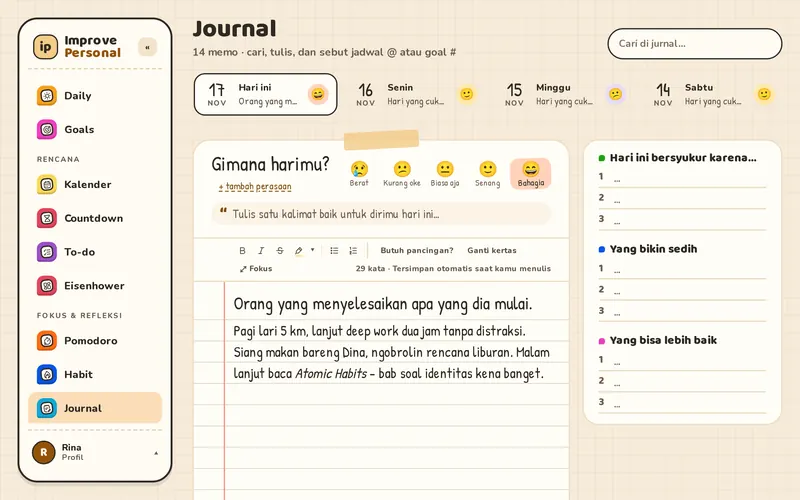 ip
Improve
Personal
«
Daily
Goals
RENCANA
Kalender
Countdown
To-do
Eisenhower
FOKUS & REFLEKSI
Pomodoro
Habit
Journal
R
Rina
Profil
Journal
14 memo · cari, tulis, dan sebut jadwal @ atau goal #
Cari di jurnal...
17
NOV
Hari ini
Orang yang m...
16
NOV
Senin
Hari yang cuk...
15
NOV
Minggu
Hari yang cuk...
14
NOV
Sabtu
Hari yang cuk...
Gimana harimu?
+ tambah perasaan
Berat
Kurang oke
Biasa aja
Senang
Bahagia
❝ Tulis satu kalimat baik untuk dirimu hari ini...
B I S
Butuh pancingan?
Ganti kertas
Fokus
29 kata · Tersimpan otomatis saat kamu menulis
Orang yang menyelesaikan apa yang dia mulai.
Pagi lari 5 km, lanjut deep work dua jam tanpa distraksi.
Siang makan bareng Dina, ngobrolin rencana liburan. Malam
lanjut baca Atomic Habits – bab soal identitas kena banget.
Hari ini bersyukur karena...
1 ...
2 ...
3 ...
Yang bikin sedih
1 ...
2 ...
3 ...
Yang bisa lebih baik
1 ...
2 ...
3 ...